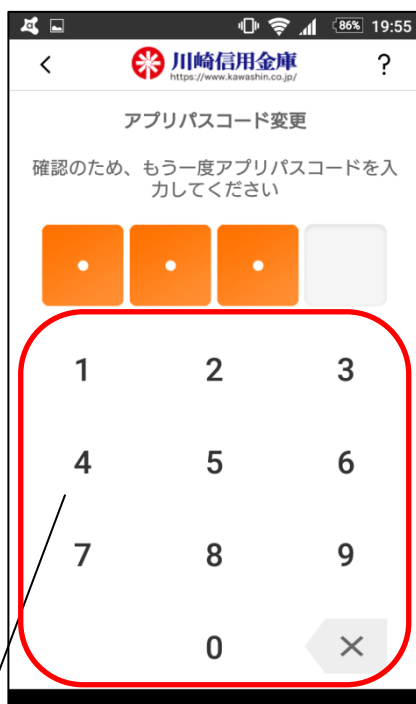 86% 19:55
川崎信用金庫 ?
https://www.kawashin.co.jp/
アプリパスコード変更
確認のため、もう一度アプリパスコードを入
力してください
1 2 3
4 5 6
7 8 9
0